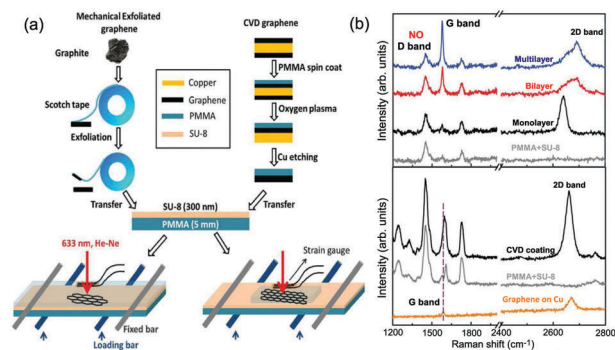 (a)
Mechanical Exfoliated
graphene
Graphite
Scotch tape
Exfoliation
Transfer
Copper
Graphene
PMMA
SU-8
CVD graphene
PMMA spin coat
Oxygen plasma
Cu etching
Transfer
SU-8 (300 nm)
PMMA (5 mm)
633 nm, He-Ne
Strain gauge
Fixed bar
Loading bar
(b)
G band
NO
D band
2D band
Multilayer
Bilayer
Monolayer
PMMA+SU-8
Intensity (arb. units)
2D band
CVD coating
PMMA+SU-8
G band
Graphene on Cu
Intensity (arb. units)
1200 1500 1800 2400 2600 2800
Raman shift (cm-1)